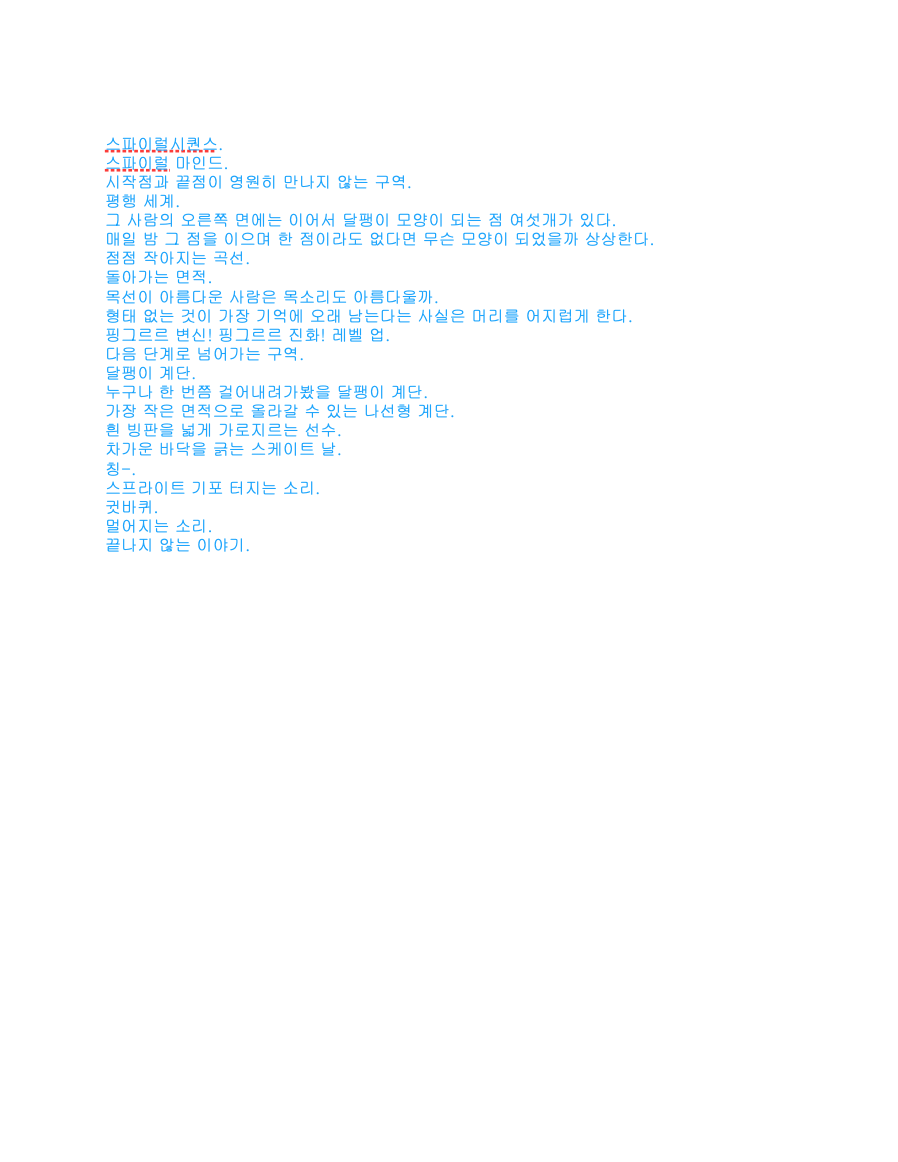 스파이럴시퀀스.
스파이럴 마인드.
시작점과 끝점이 영원히 만나지 않는 구역.
평행 세계.
그 사람의 오른쪽 면에는 이어서 달팽이 모양이 되는 점 여섯개가 있다.
매일 밤 그 점을 이으며 한 점이라도 없다면 무슨 모양이 되었을까 상상한다.
점점 작아지는 곡선.
돌아가는 면적.
목선이 아름다운 사람은 목소리도 아름다울까.
형태 없는 것이 가장 기억에 오래 남는다는 사실은 머리를 어지럽게 한다.
핑그르르 변신! 핑그르르 진화! 레벨 업.
다음 단계로 넘어가는 구역.
달팽이 계단.
누구나 한 번쯤 걸어내려가봤을 달팽이 계단.
가장 작은 면적으로 올라갈 수 있는 나선형 계단.
흰 빙판을 넓게 가로지르는 선수.
차가운 바닥을 긁는 스케이트 날.
칭-.
스프라이트 기포 터지는 소리.
귓바퀴.
멀어지는 소리.
끝나지 않는 이야기.